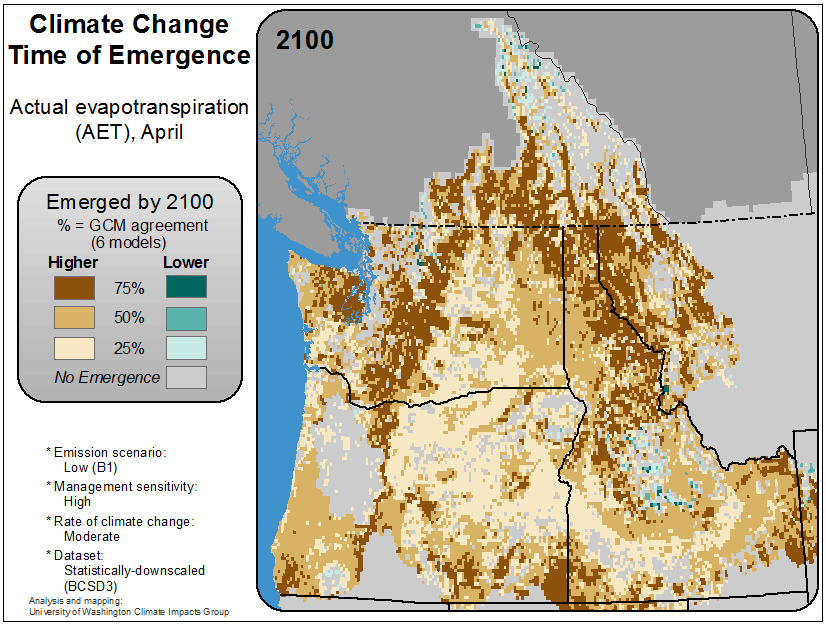 Climate Change
Time of Emergence
Actual evapotranspiration
(AET), April
Emerged by 2100
% = GCM agreement
(6 models)
Higher Lower
75%
50%
25%
No Emergence
* Emission scenario:
Low (B1)
* Management sensitivity:
High
* Rate of climate change:
Moderate
* Dataset:
Statistically-downscaled
(BCSD3)
Analysis and mapping:
University of Washington Climate Impacts Group
2100